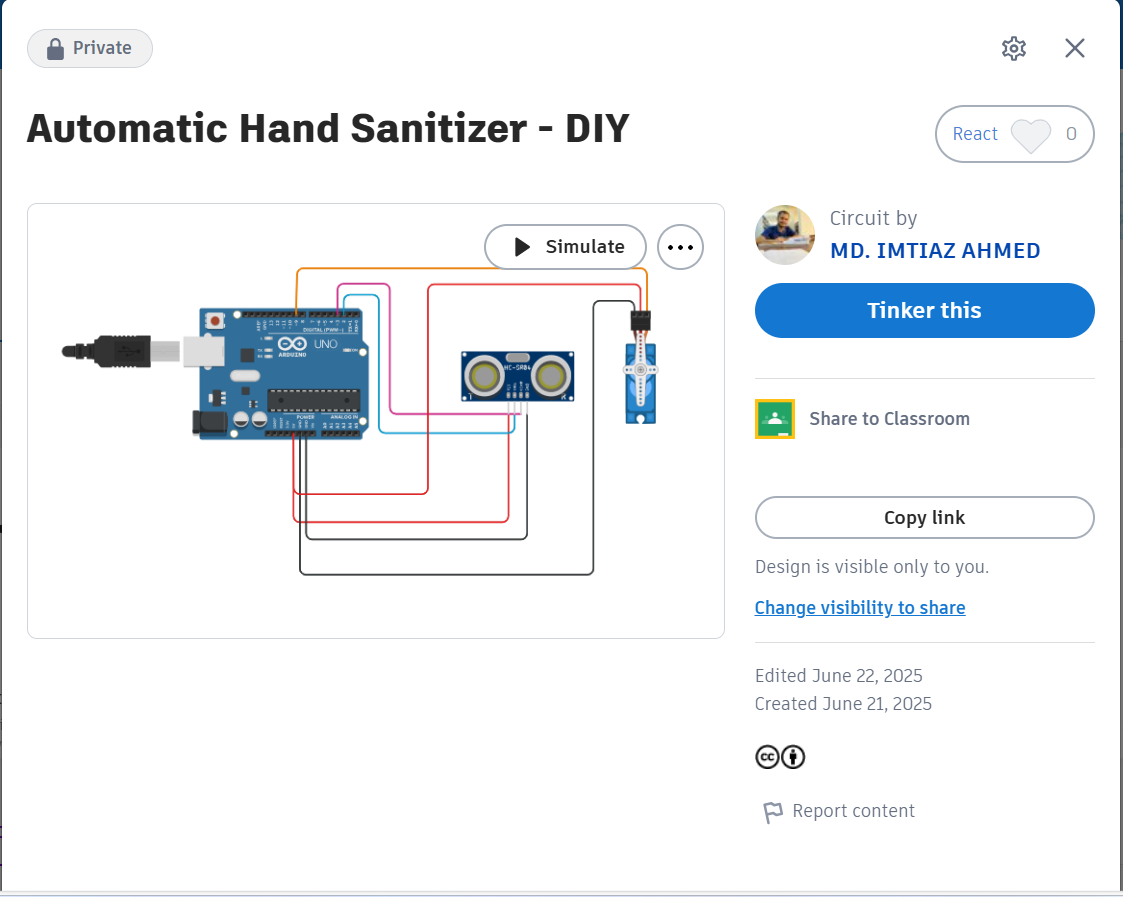 Private
Automatic Hand Sanitizer - DIY
React 0
Simulate
Circuit by
MD. IMTIAZ AHMED
Tinker this
DIGITAL (PWM~)
UNO
ARDUINO
HC-SR04
POWER
ANALOG IN
Share to Classroom
Copy link
Design is visible only to you.
Change visibility to share
Edited June 22, 2025
Created June 21, 2025
cc
Report content